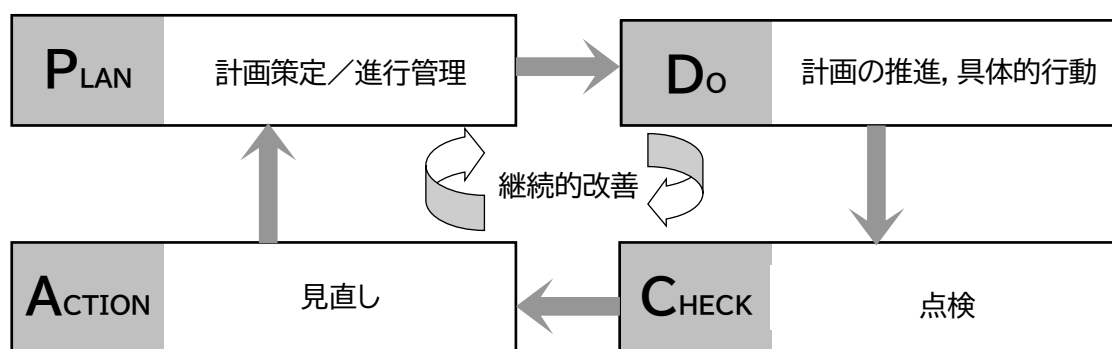 PLAN
計画策定／進行管理
DO
計画の推進，具体的行動
継続的改善
ACTION
見直し
CHECK
点検